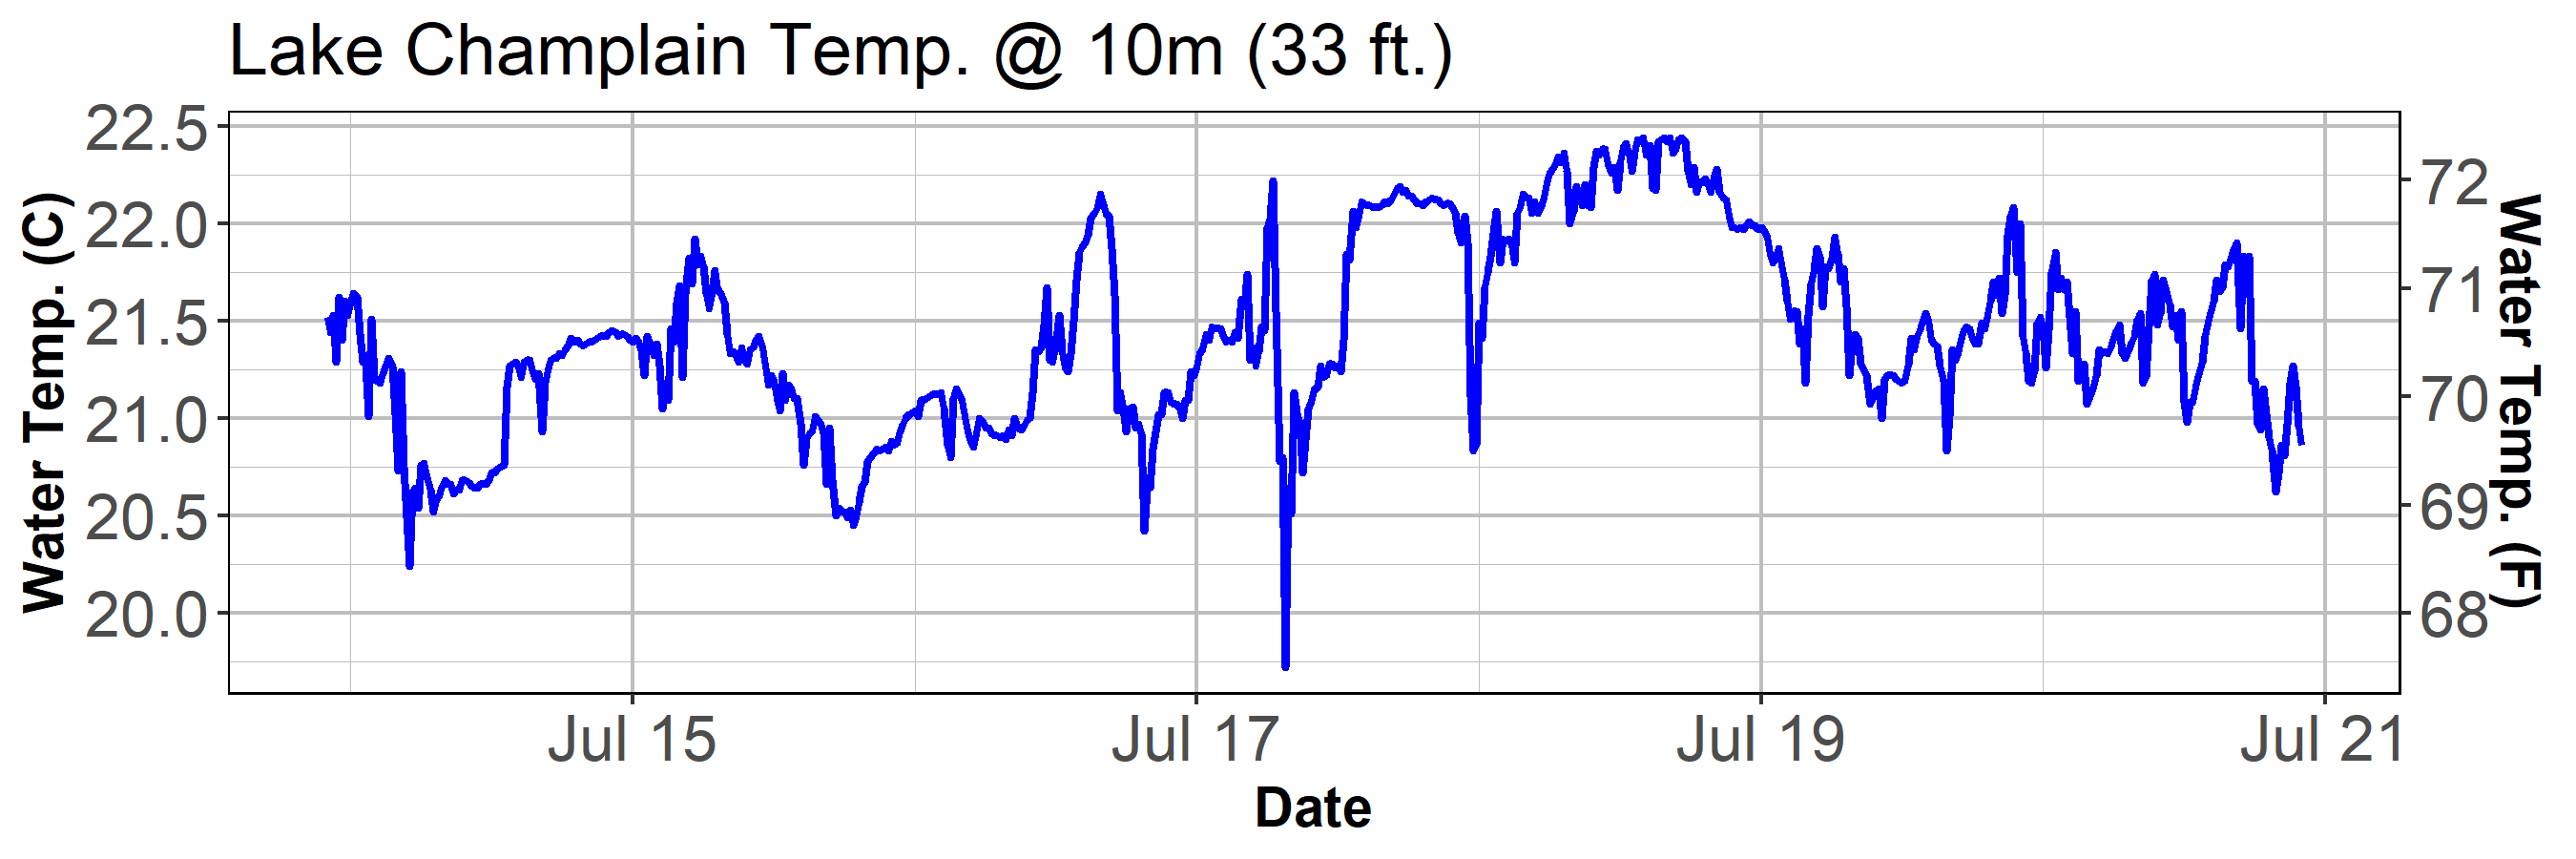 Lake Champlain Temp. @ 10m (33 ft.)
Water Temp. (C)
22.5
22.0
21.5
21.0
20.5
20.0
72
71
70
69
68
Water Temp. (F)
Jul 15
Jul 17
Jul 19
Jul 21
Date